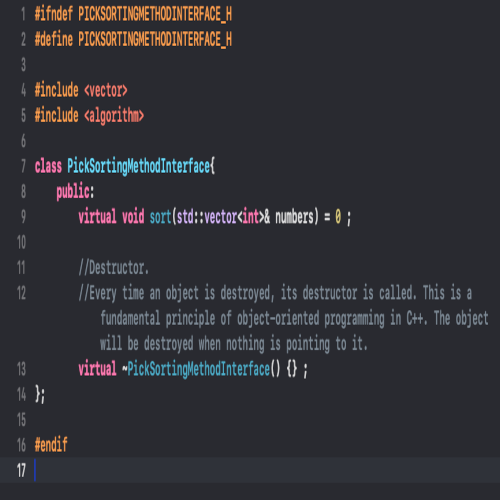 1 #ifndef PICKSORTINGMETHODINTERFACE_H
2 #define PICKSORTINGMETHODINTERFACE_H
3
4 #include <vector>
5 #include <algorithm>
6
7 class PickSortingMethodInterface{
8 public:
9 virtual void sort(std::vector<int>& numbers) = 0 ;
10
11 //Destructor.
12 //Every time an object is destroyed, its destructor is called. This is a
fundamental principle of object-oriented programming in C++. The object
will be destroyed when nothing is pointing to it.
13 virtual ~PickSortingMethodInterface() {} ;
14 };
15
16 #endif
17